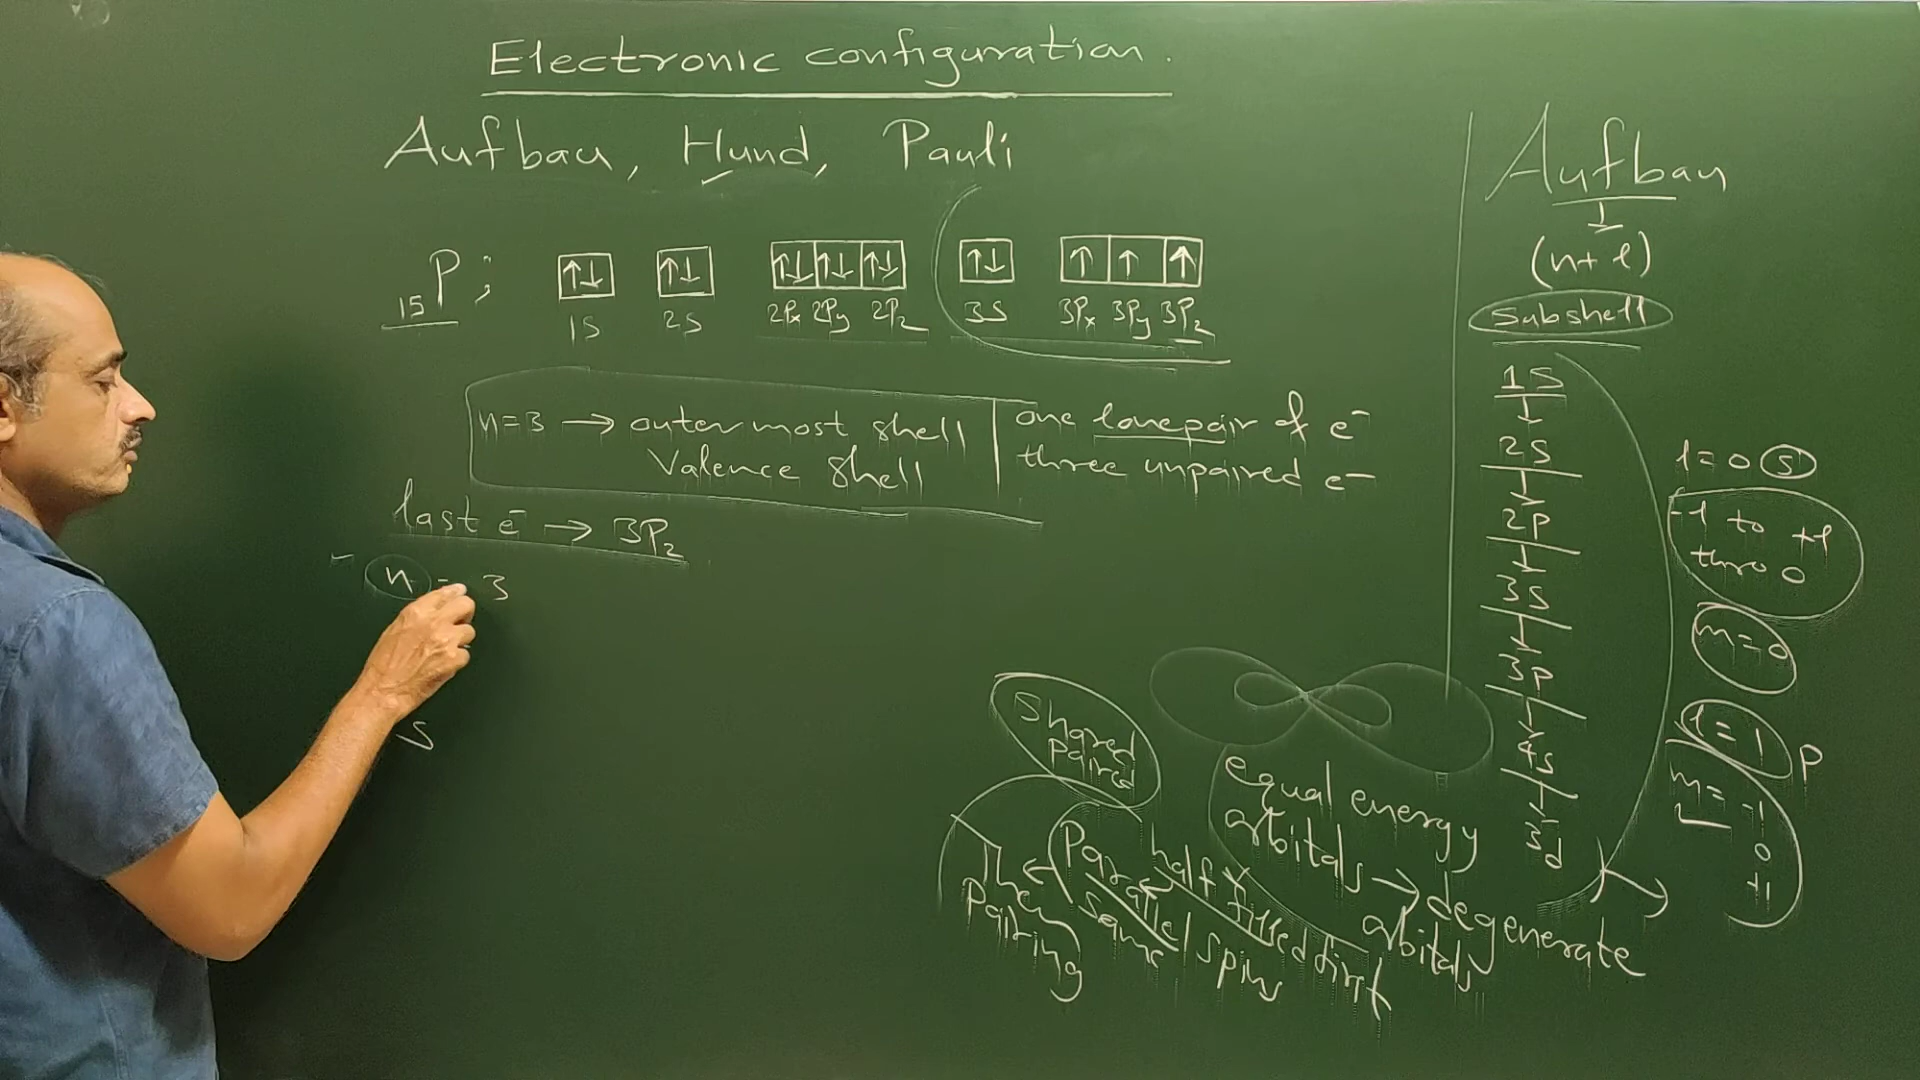 Electronic configuration.
Aufbau, Hund, Pauli
15P; ↑↓ ↑↓ ↑↓ ↑↓ ↑↓ ↑↓ ↑ ↑ ↑
1S 2S 2Px 2Py 2Pz 3S 3Px 3Py 3Pz
n=3 → outer most shell
Valence shell
one lone pair of e-
three unpaired e-
last e- → 3Pz
n = 3
s
Shared
Paired
equal energy
orbitals → degenerate
orbitals
half filled first
Parallel spins
same
then
Pairing
Aufbau
↓
(n+l)
Subshell
1S
2S
2P
3S
3P
4S
3d
l=0 S
-l to +l
thro 0
m=0
l=1 P
m= -1
0
+1